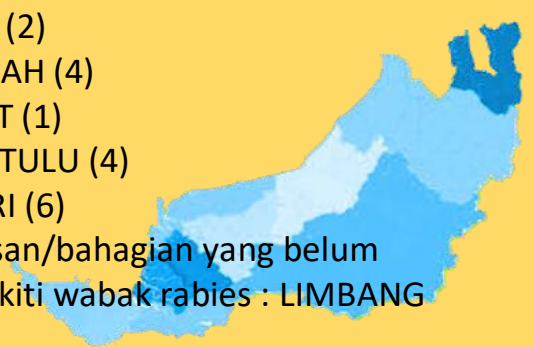 (2)
AH (4)
T (1)
TULU (4)
RI (6)
san/bahagian yang belum
kiti wabak rabies : LIMBANG